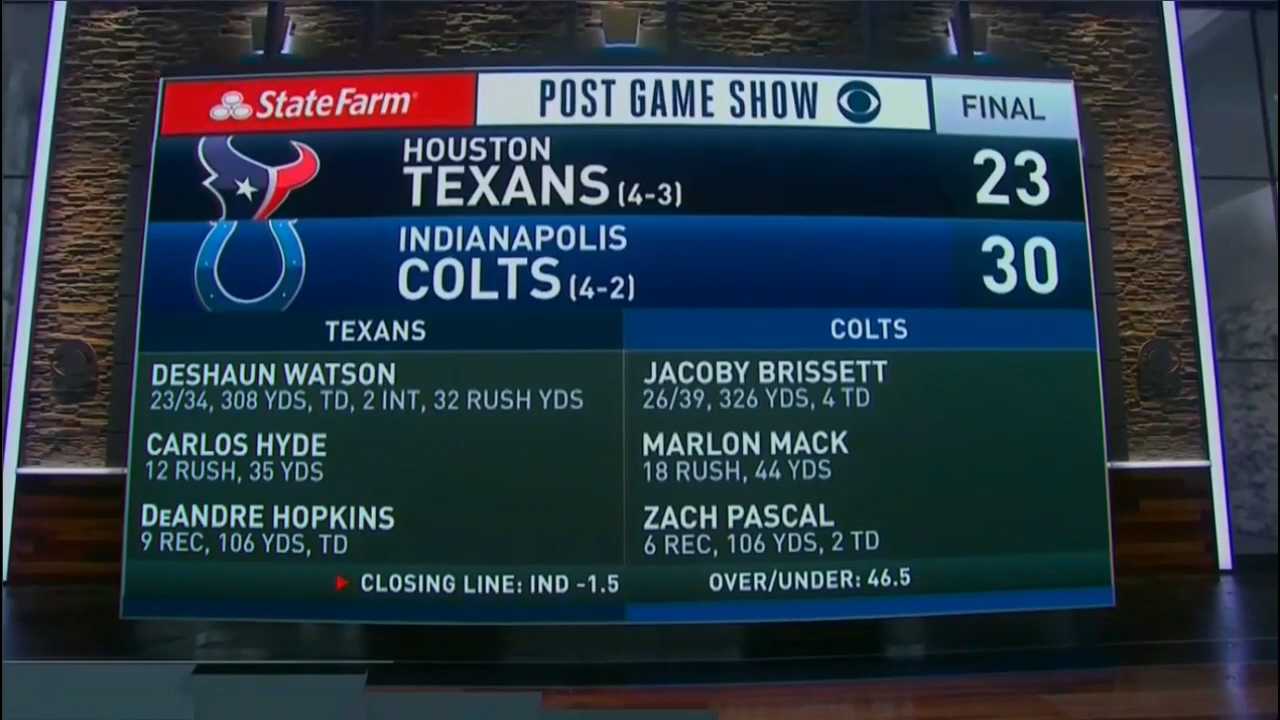 StateFarm®
POST GAME SHOW
FINAL
HOUSTON
TEXANS (4-3)
23
INDIANAPOLIS
COLTS (4-2)
30
TEXANS
DESHAUN WATSON
23/34, 308 YDS, TD, 2 INT, 32 RUSH YDS
CARLOS HYDE
12 RUSH, 35 YDS
DeANDRE HOPKINS
9 REC, 106 YDS, TD
COLTS
JACOBY BRISSETT
26/39, 326 YDS, 4 TD
MARLON MACK
18 RUSH, 44 YDS
ZACH PASCAL
6 REC, 106 YDS, 2 TD
CLOSING LINE: IND -1.5
OVER/UNDER: 46.5